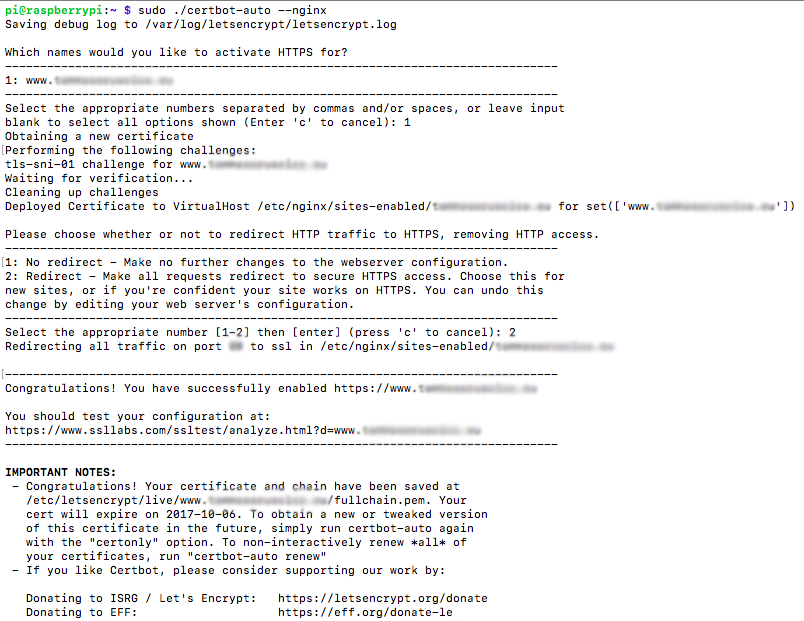 pi@raspberrypi:~ $ sudo ./certbot-auto --nginx
Saving debug log to /var/log/letsencrypt/letsencrypt.log
Which names would you like to activate HTTPS for?
-------------------------------------------------------------------------------
1: www.
-------------------------------------------------------------------------------
Select the appropriate numbers separated by commas and/or spaces, or leave input
blank to select all options shown (Enter 'c' to cancel): 1
Obtaining a new certificate
Performing the following challenges:
tls-sni-01 challenge for www.
Waiting for verification...
Cleaning up challenges
Deployed Certificate to VirtualHost /etc/nginx/sites-enabled/ for set(['www. '])
Please choose whether or not to redirect HTTP traffic to HTTPS, removing HTTP access.
-------------------------------------------------------------------------------
1: No redirect - Make no further changes to the webserver configuration.
2: Redirect - Make all requests redirect to secure HTTPS access. Choose this for
new sites, or if you're confident your site works on HTTPS. You can undo this
change by editing your web server's configuration.
-------------------------------------------------------------------------------
Select the appropriate number [1-2] then [enter] (press 'c' to cancel): 2
Redirecting all traffic on port to ssl in /etc/nginx/sites-enabled/
-------------------------------------------------------------------------------
Congratulations! You have successfully enabled https://www.
You should test your configuration at:
https://www.ssllabs.com/ssltest/analyze.html?d=www.
-------------------------------------------------------------------------------
IMPORTANT NOTES:
- Congratulations! Your certificate and chain have been saved at
/etc/letsencrypt/live/www. /fullchain.pem. Your
cert will expire on 2017-10-06. To obtain a new or tweaked version
of this certificate in the future, simply run certbot-auto again
with the "certonly" option. To non-interactively renew *all* of
your certificates, run "certbot-auto renew"
- If you like Certbot, please consider supporting our work by:
Donating to ISRG / Let's Encrypt: https://letsencrypt.org/donate
Donating to EFF: https://eff.org/donate-le